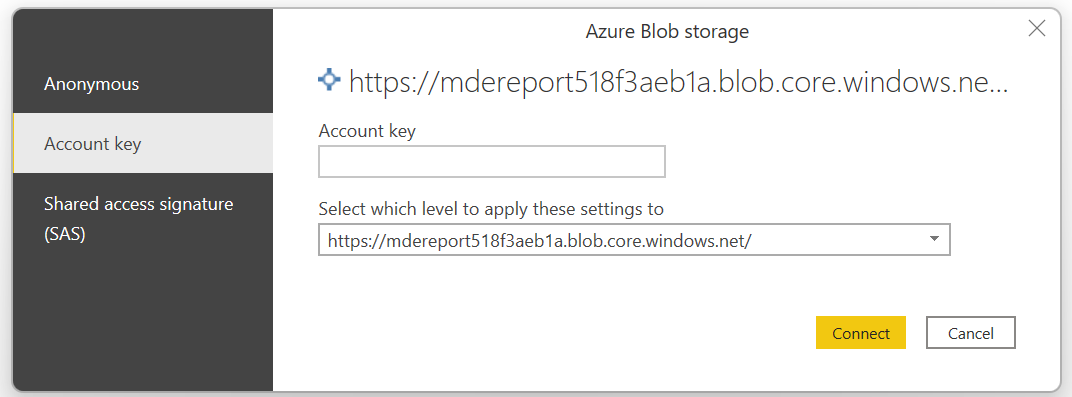 Azure Blob storage
Anonymous
Account key
Shared access signature
(SAS)
https://mdereport518f3aeb1a.blob.core.windows.ne...
Account key
Select which level to apply these settings to
https://mdereport518f3aeb1a.blob.core.windows.net/
Connect
Cancel